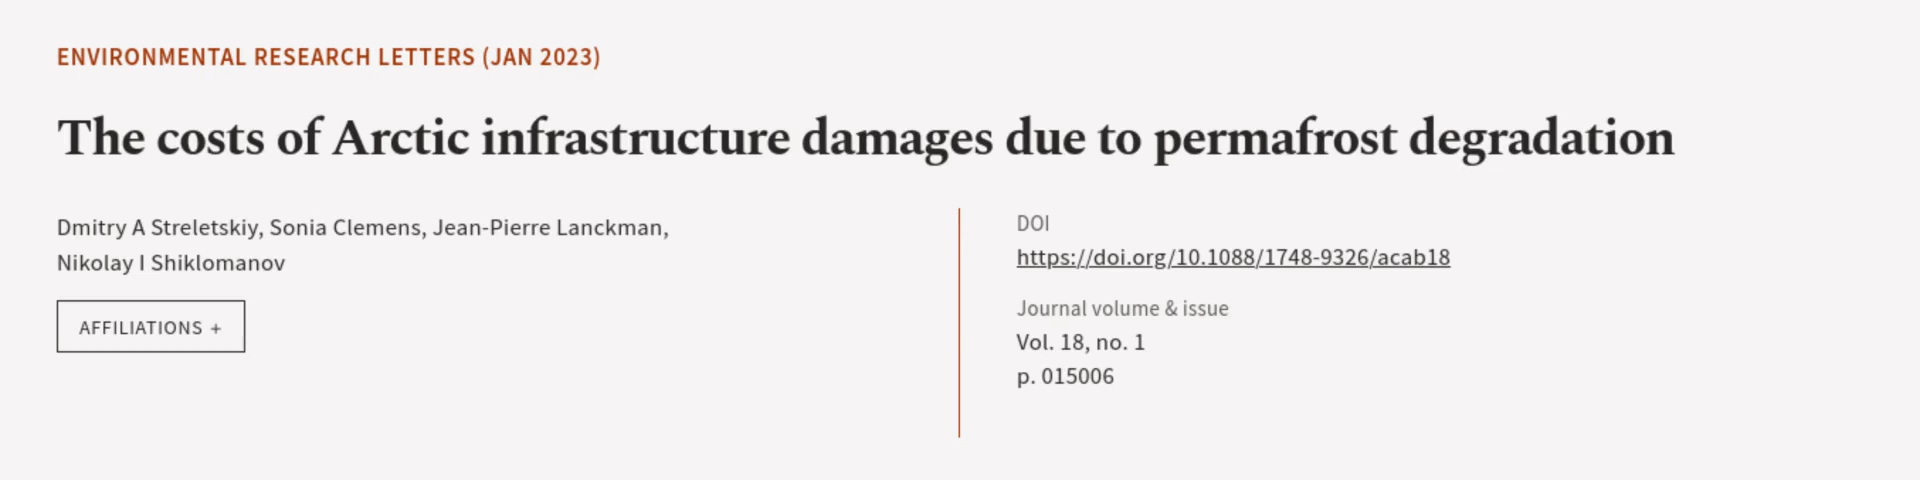 ENVIRONMENTAL RESEARCH LETTERS (JAN 2023)
The costs of Arctic infrastructure damages due to permafrost degradation
Dmitry A Streletskiy, Sonia Clemens, Jean-Pierre Lanckman,
Nikolay I Shiklomanov
AFFILIATIONS +
DOI
https://doi.org/10.1088/1748-9326/acab18
Journal volume & issue
Vol. 18, no. 1
p. 015006